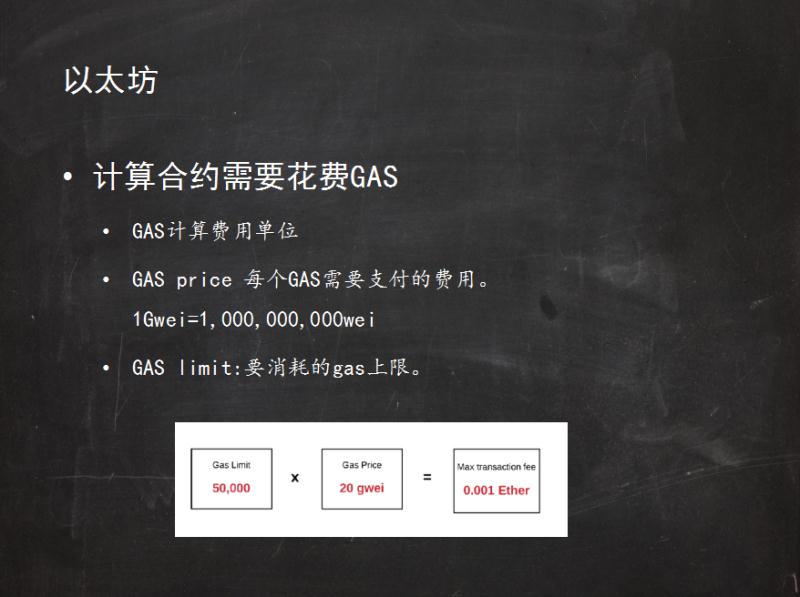 以太坊
• 计算合约需要花费GAS
• GAS计算费用单位
• GAS price 每个GAS需要支付的费用。
1Gwei=1,000,000,000wei
• GAS limit:要消耗的gas上限。
Gas Limit x Gas Price = Max transaction fee
50,000 20 gwei 0.001 Ether